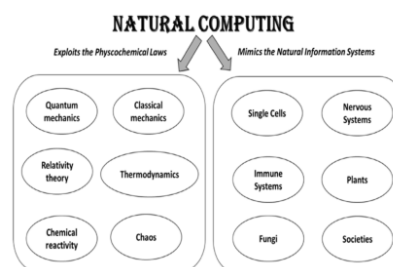 NATURAL COMPUTING
Exploits the Physcochemical Laws
Mimics the Natural Information Systems
Quantum
mechanics
Classical
mechanics
Relativity
theory
Thermodynamics
Chemical
reactivity
Chaos
Single Cells
Nervous
Systems
Immune
Systems
Plants
Fungi
Societies